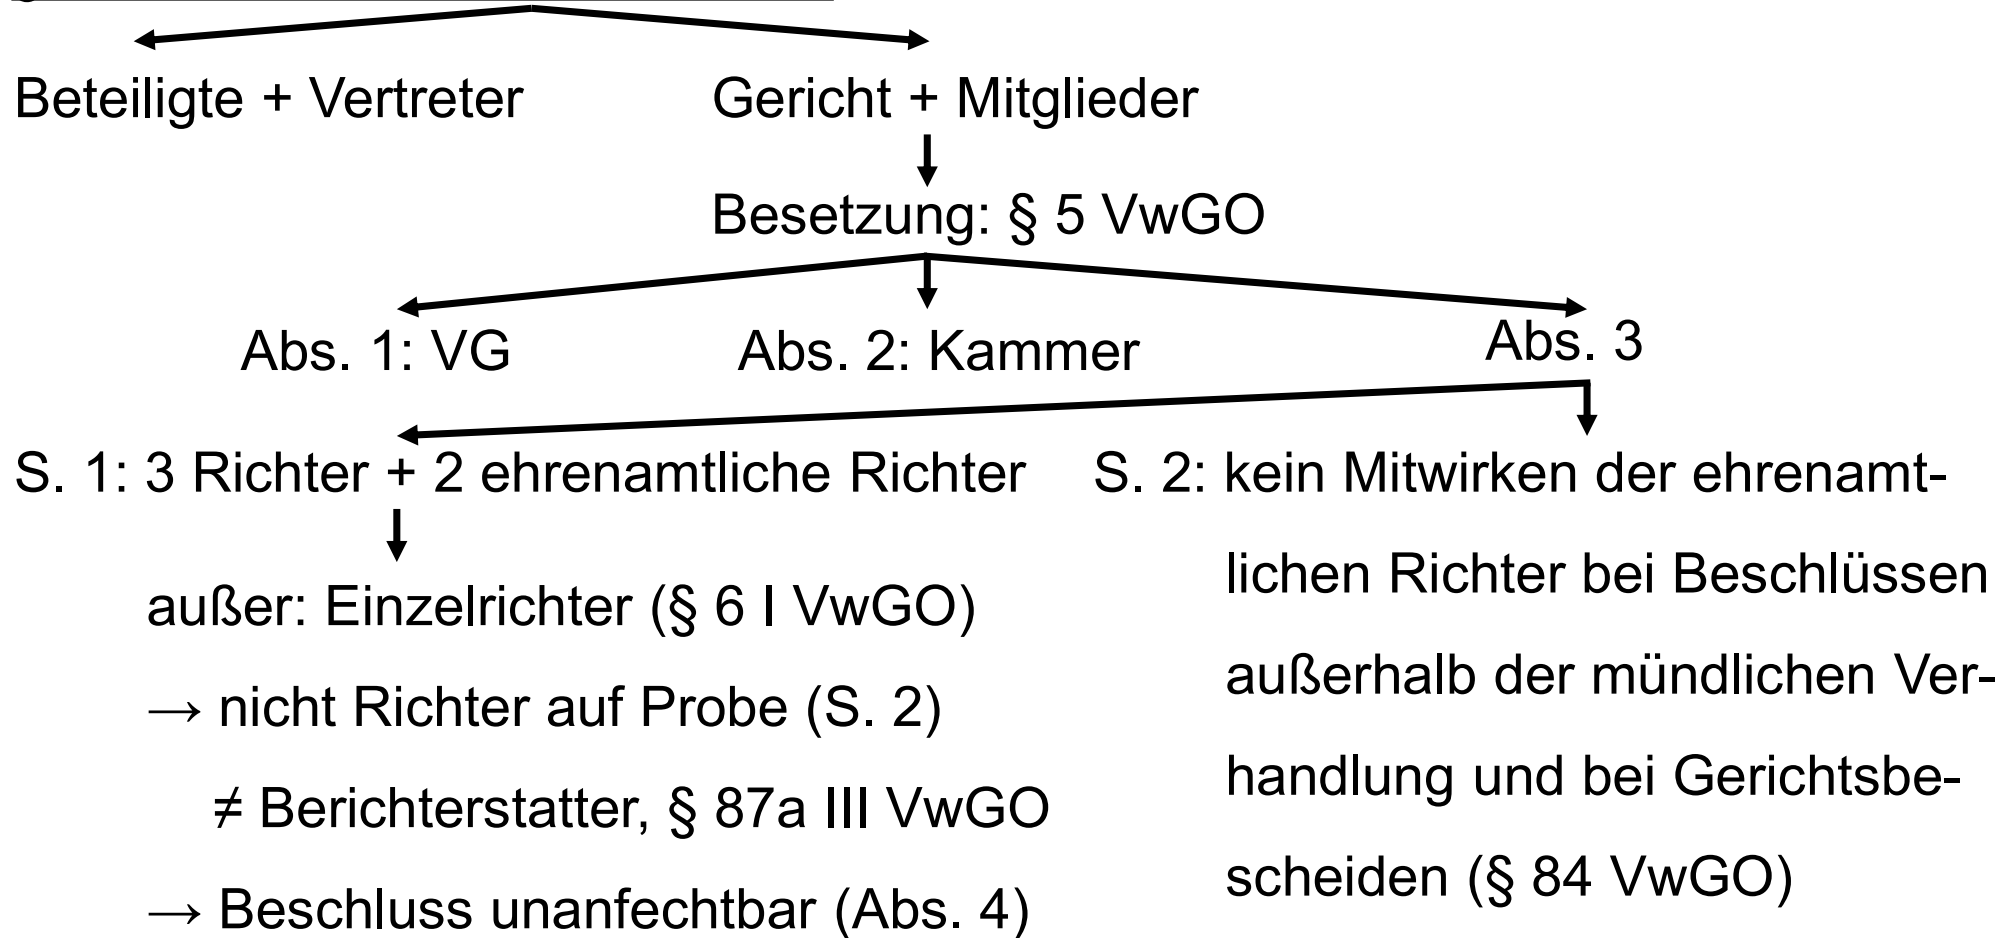 Beteiligte + Vertreter
Gericht + Mitglieder
Besetzung: § 5 VwGO
Abs. 1: VG
Abs. 2: Kammer
Abs. 3
S. 1: 3 Richter + 2 ehrenamtliche Richter
außer: Einzelrichter (§ 6 I VwGO)
→ nicht Richter auf Probe (S. 2)
≠ Berichterstatter, § 87a III VwGO
→ Beschluss unanfechtbar (Abs. 4)
S. 2: kein Mitwirken der ehrenamt-
lichen Richter bei Beschlüssen
außerhalb der mündlichen Ver-
handlung und bei Gerichtsbe-
scheiden (§ 84 VwGO)